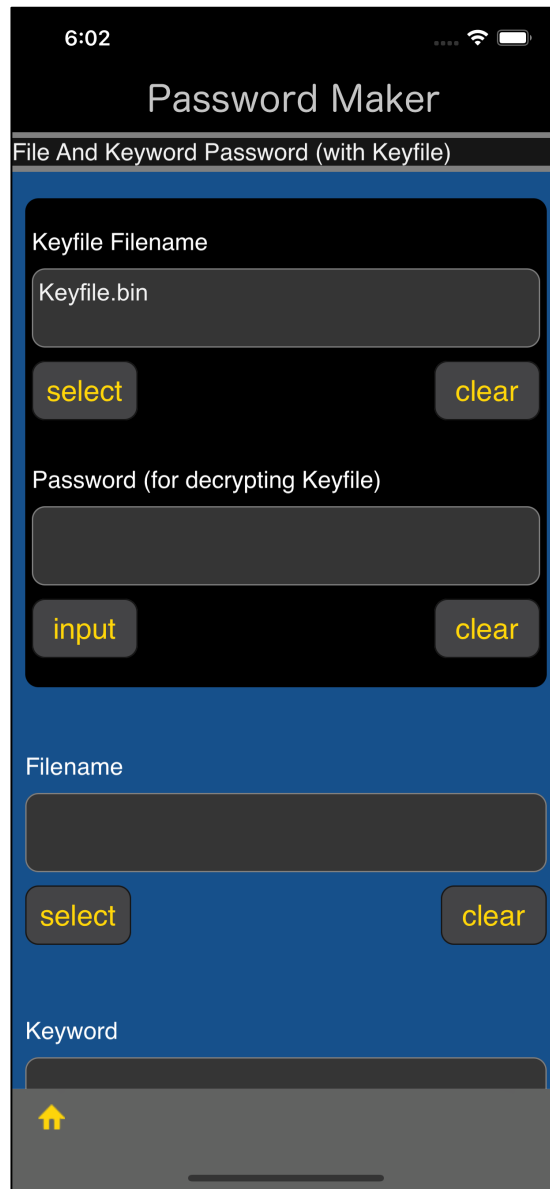 6:02
Password Maker
File And Keyword Password (with Keyfile)
Keyfile Filename
Keyfile.bin
select clear
Password (for decrypting Keyfile)
input clear
Filename
select clear
Keyword